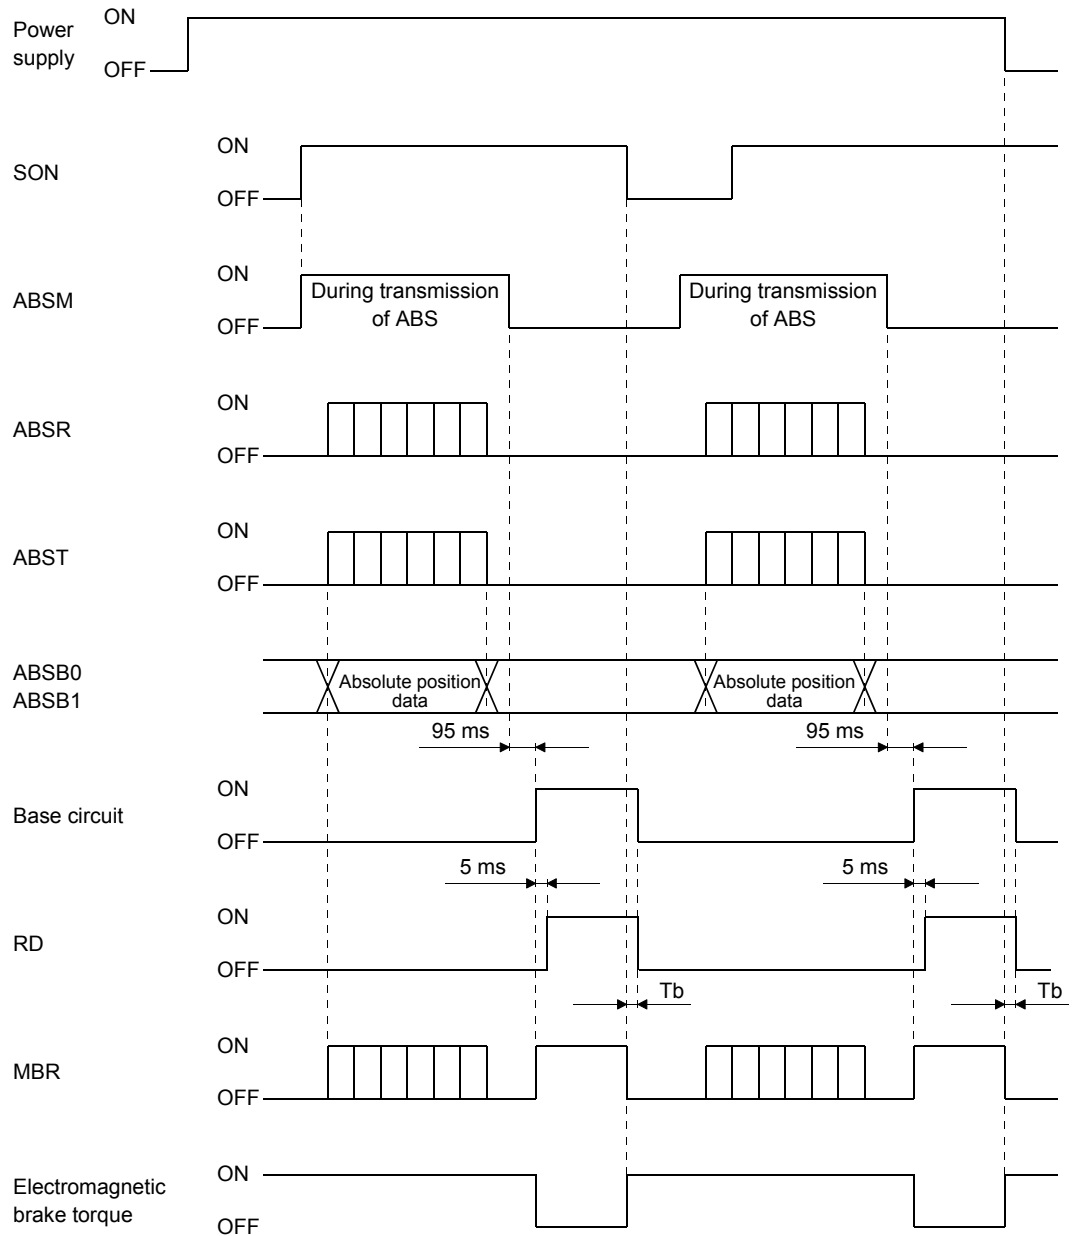 Power
supply
ON
OFF
SON
ON
OFF
ABSM
ON
OFF
During transmission
of ABS
During transmission
of ABS
ABSR
ON
OFF
ABST
ON
OFF
ABSB0
ABSB1
Absolute position
data
Absolute position
data
95 ms
95 ms
Base circuit
ON
OFF
5 ms
5 ms
RD
ON
OFF
Tb
Tb
MBR
ON
OFF
Electromagnetic
brake torque
ON
OFF